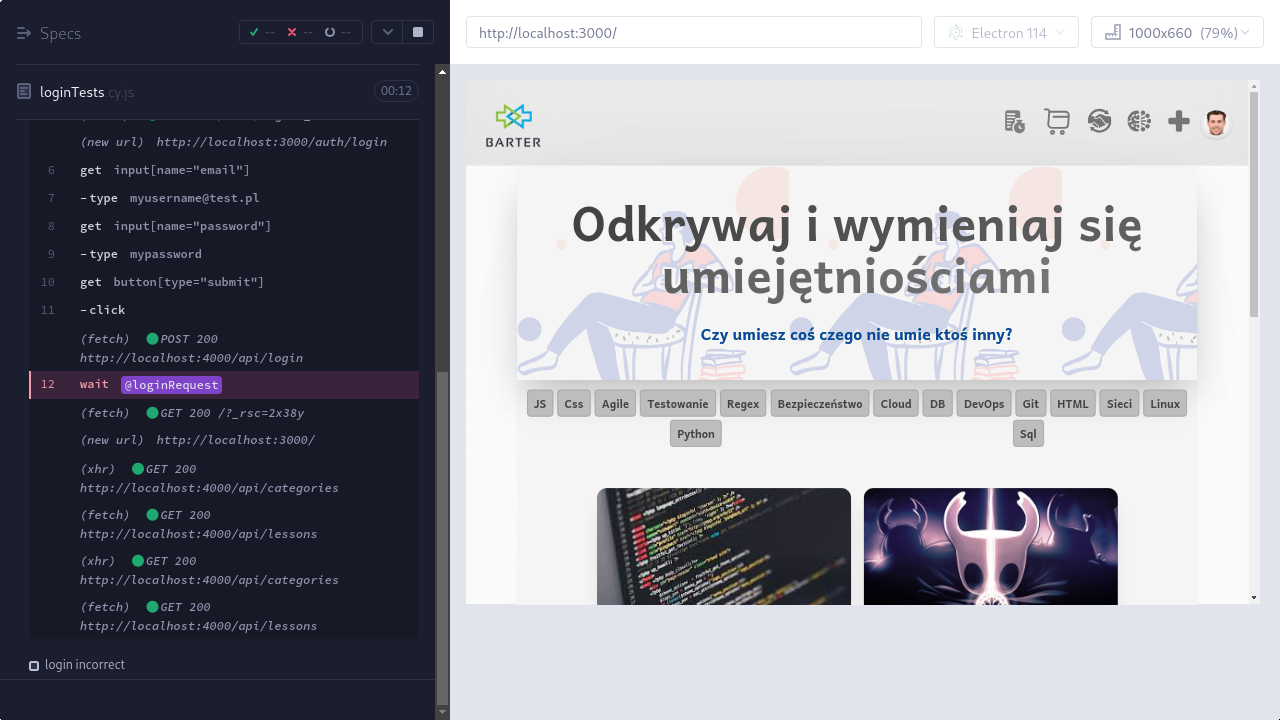 Specs
-- -- --
loginTests.cy.js 00:12
(new url) http://localhost:3000/auth/login
6 get input[name="email"]
7 -type myusername@test.pl
8 get input[name="password"]
9 -type mypassword
10 get button[type="submit"]
11 -click
(fetch) POST 200
http://localhost:4000/api/login
12 wait @loginRequest
(fetch) GET 200 /?_rsc=2x38y
(new url) http://localhost:3000/
(xhr) GET 200
http://localhost:4000/api/categories
(fetch) GET 200
http://localhost:4000/api/lessons
(xhr) GET 200
http://localhost:4000/api/categories
(fetch) GET 200
http://localhost:4000/api/lessons
login incorrect
http://localhost:3000/ Electron 114 1000x660 (79%)
BARTER
Odkrywaj i wymieniaj się
umiejętnościami
Czy umiesz coś czego nie umie ktoś inny?
JS Css Agile Testowanie Regex Bezpieczeństwo Cloud DB DevOps Git HTML Sieci Linux
Python Sql